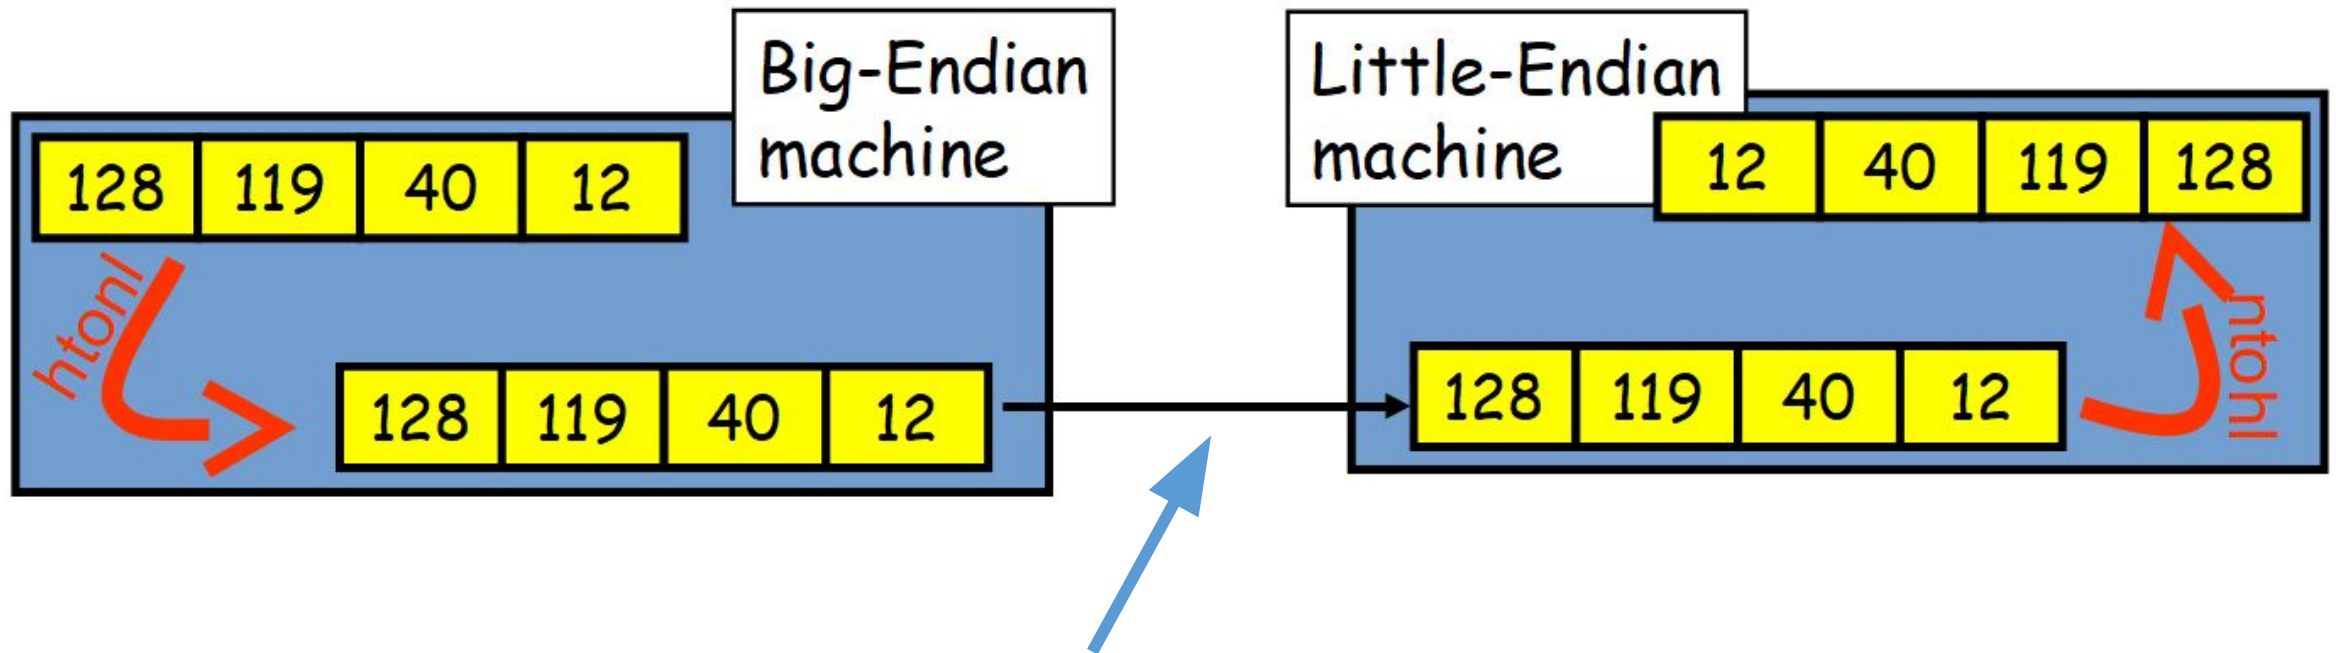 Big-Endian
machine
128 119 40 12
htonl
128 119 40 12
Little-Endian
machine
12 40 119 128
128 119 40 12
ntohl